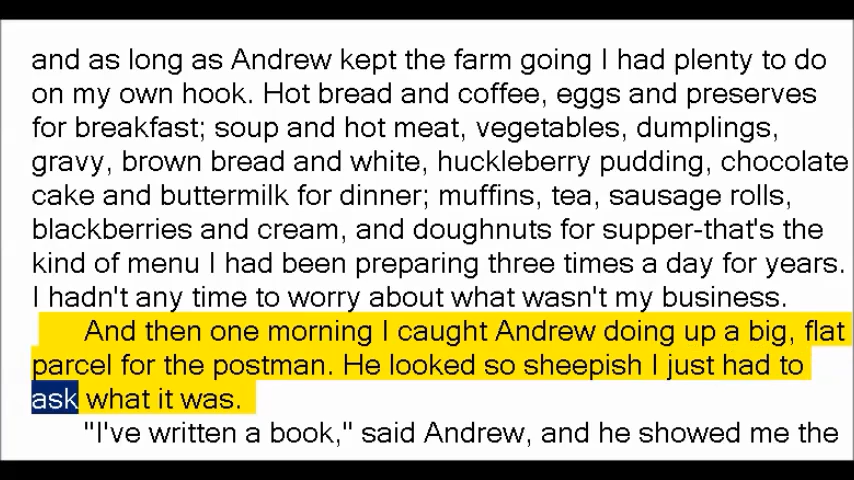 and as long as Andrew kept the farm going I had plenty to do
on my own hook. Hot bread and coffee, eggs and preserves
for breakfast; soup and hot meat, vegetables, dumplings,
gravy, brown bread and white, huckleberry pudding, chocolate
cake and buttermilk for dinner; muffins, tea, sausage rolls,
blackberries and cream, and doughnuts for supper-that's the
kind of menu I had been preparing three times a day for years.
I hadn't any time to worry about what wasn't my business.
And then one morning I caught Andrew doing up a big, flat
parcel for the postman. He looked so sheepish I just had to
ask what it was.
"I've written a book," said Andrew, and he showed me the